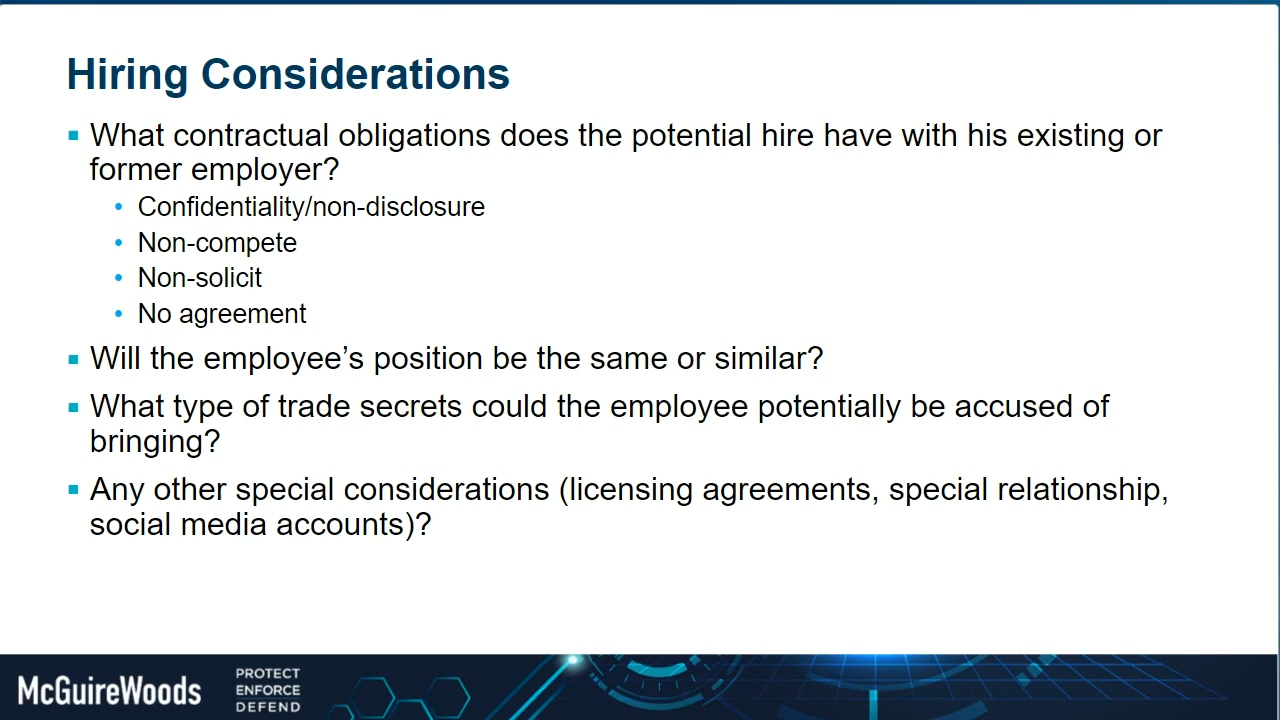 Hiring Considerations
▪ What contractual obligations does the potential hire have with his existing or
former employer?
• Confidentiality/non-disclosure
• Non-compete
• Non-solicit
• No agreement
▪ Will the employee’s position be the same or similar?
▪ What type of trade secrets could the employee potentially be accused of
bringing?
▪ Any other special considerations (licensing agreements, special relationship,
social media accounts)?
McGuireWoods
PROTECT
ENFORCE
DEFEND